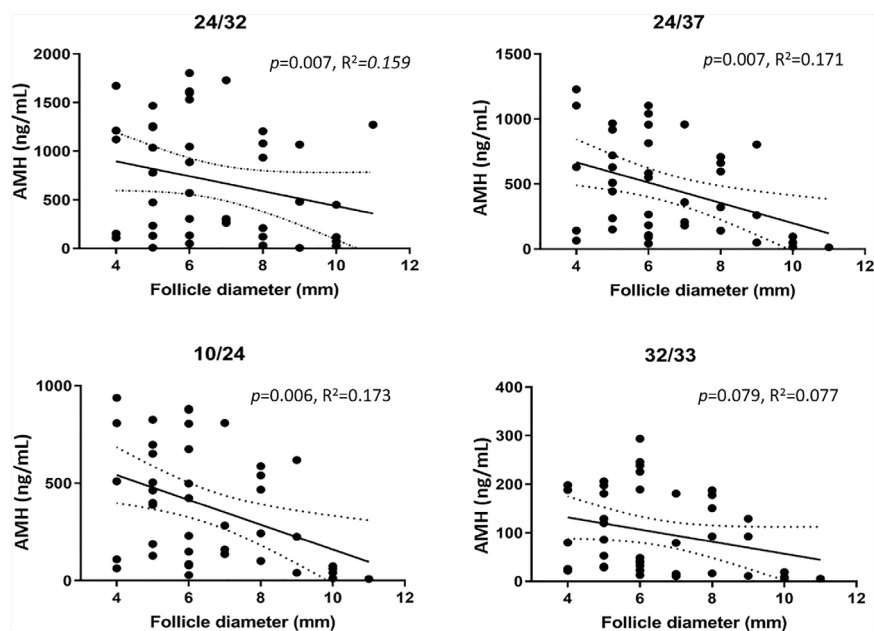 24/32
p=0.007, R²=0.159
AMH (ng/mL)
2000
1500
1000
500
0
4 6 8 10 12
Follicle diameter (mm)
24/37
p=0.007, R²=0.171
AMH (ng/mL)
1500
1000
500
0
4 6 8 10 12
Follicle diameter (mm)
10/24
p=0.006, R²=0.173
AMH (ng/mL)
1000
500
0
4 6 8 10 12
Follicle diameter (mm)
32/33
p=0.079, R²=0.077
AMH (ng/mL)
400
300
200
100
0
4 6 8 10 12
Follicle diameter (mm)